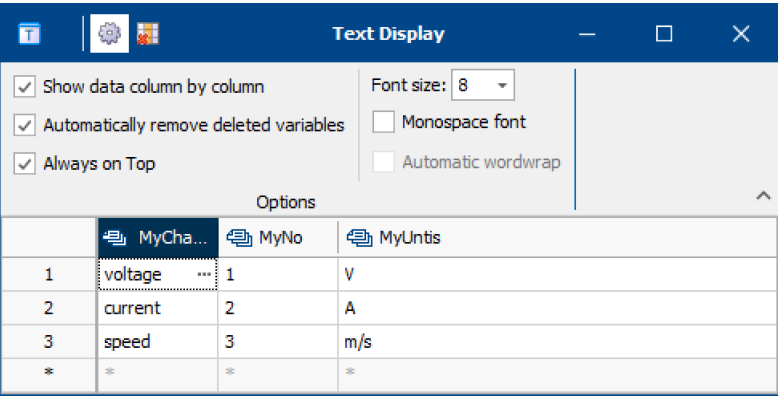 T
Text Display
Show data column by column
Automatically remove deleted variables
Always on Top
Font size: 8
Monospace font
Automatic wordwrap
Options
MyCha... MyNo MyUntis
1 voltage ... 1 V
2 current 2 A
3 speed 3 m/s
* * * *